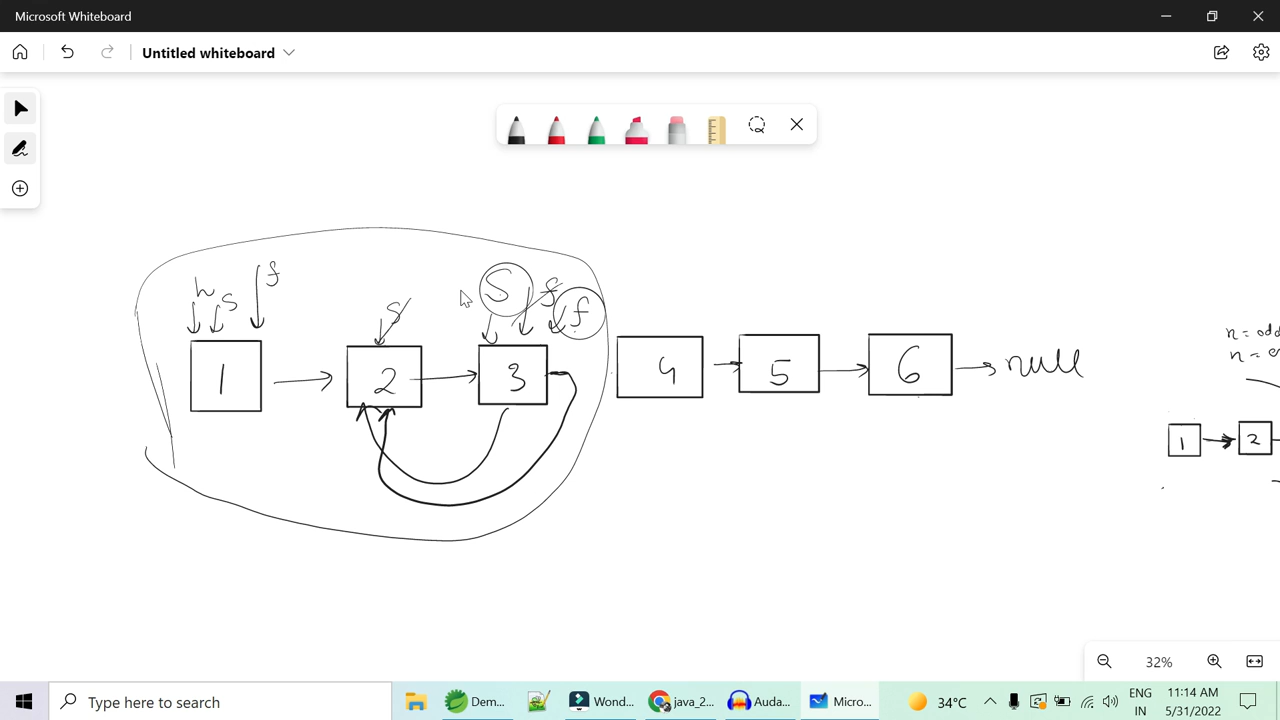 Microsoft Whiteboard
Untitled whiteboard
h
S
f
S
S
f
f
1
2
3
4
5
6
null
n = odd
n = e
1
2
32%
Type here to search
Dem...
Wond...
java_2...
Auda...
Micro...
34°C
ENG
IN
11:14 AM
5/31/2022